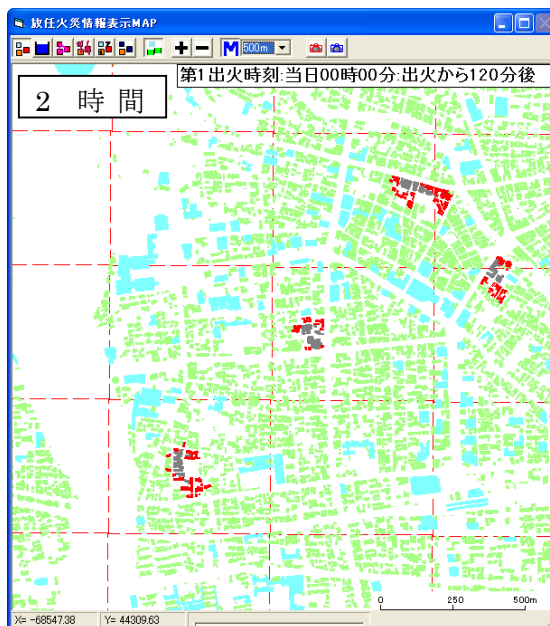 放任火災情報表示MAP
M 500m
第1出火時刻:当日00時00分:出火から120分後
2 時間
0 250 500m
X= -68547.38 Y= 44309.63